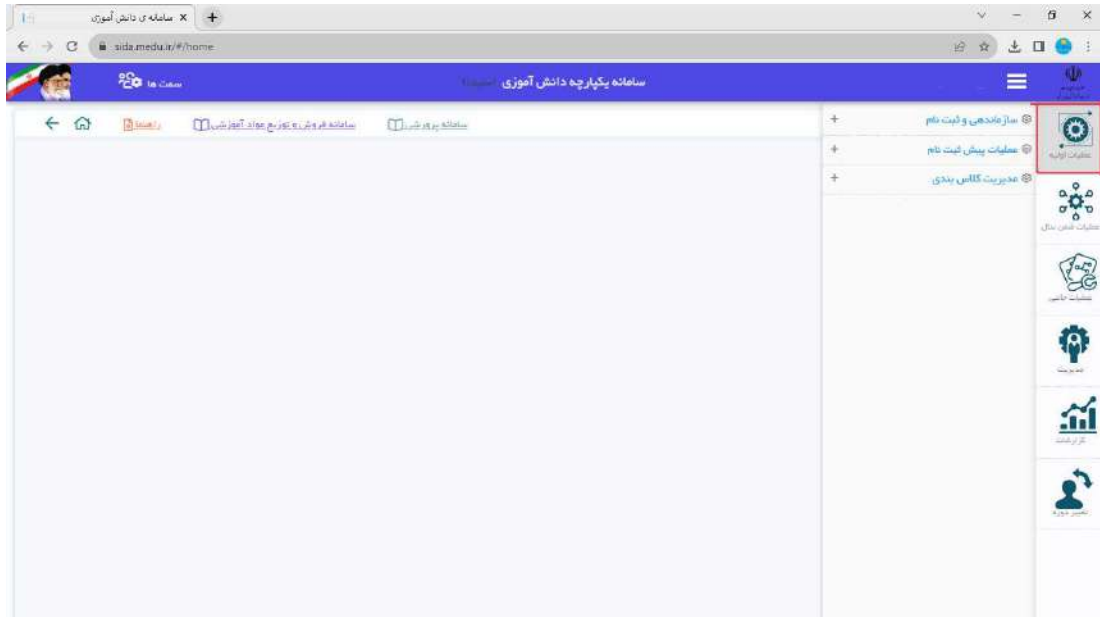 سامانه ی دانش آموزی
sida.medu.ir/#/home
سامانه یکپارچه دانش آموزی
سمت ها
سازماندهی و ثبت نام
عملیات پیش ثبت نام
مدیریت کلاس بندی
سامانه پرورشی
سامانه فروش و توزیع مواد آموزشی
راهنما
عملیات اولیه
عملیات ضمن سال
عملیات جانبی
مدیریت
گزارشات
تغییر دوره